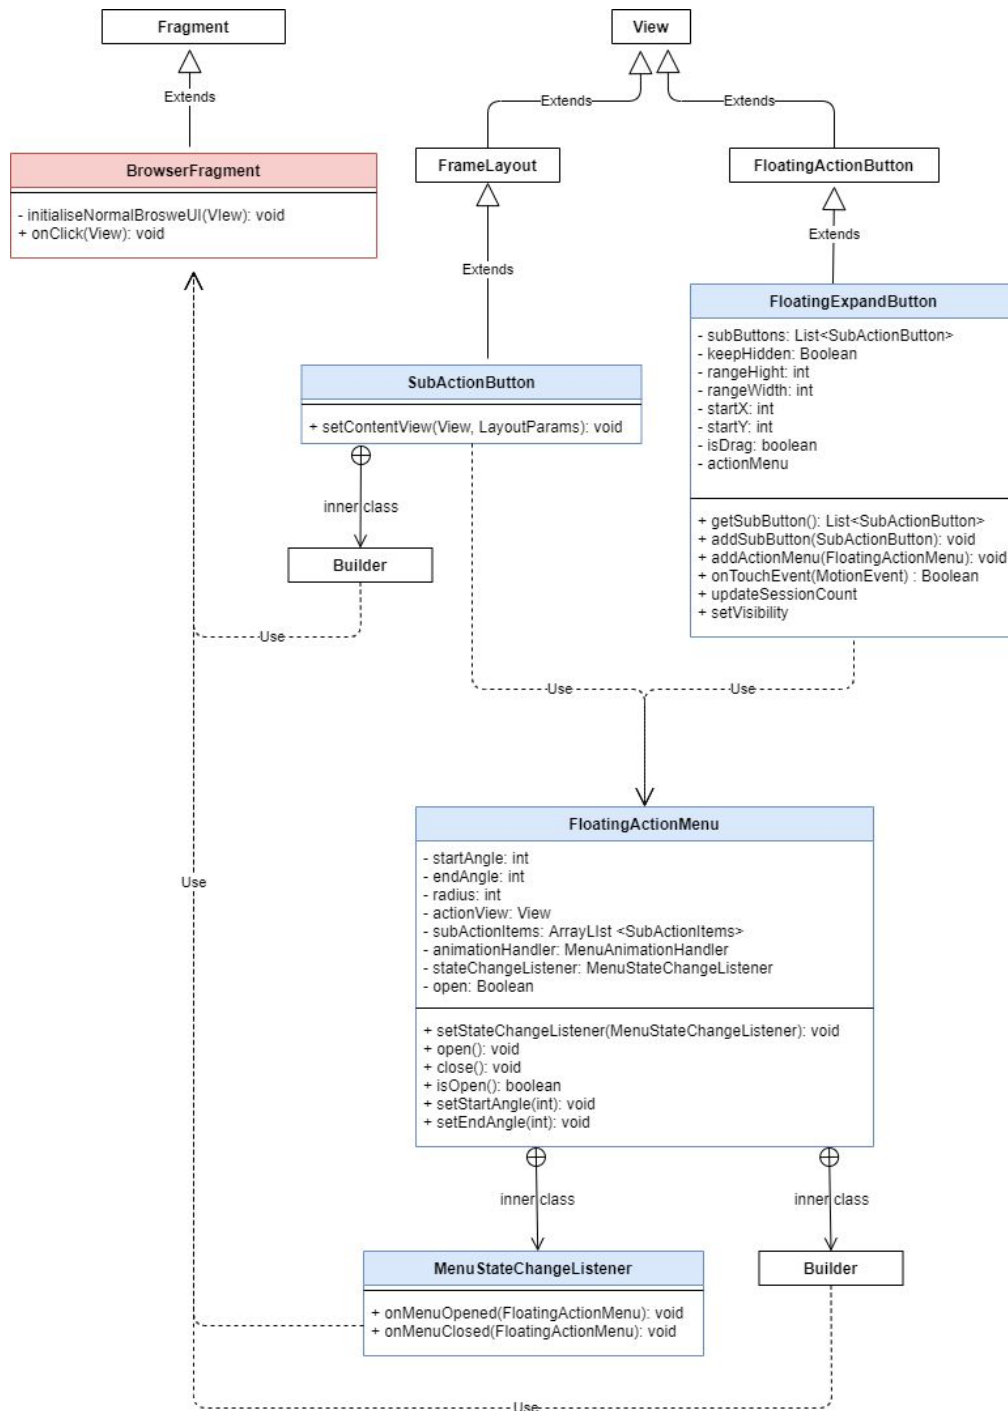 Fragment
View
Extends
Extends
Extends
BrowserFragment
- initialiseNormalBrosweUI(VIew): void
+ onClick(View): void
FrameLayout
FloatingActionButton
Extends
Extends
FloatingExpandButton
- subButtons: List<SubActionButton>
- keepHidden: Boolean
- rangeHight: int
- rangeWidth: int
- startX: int
- startY: int
- isDrag: boolean
- actionMenu
+ getSubButton(): List<SubActionButton>
+ addSubButton(SubActionButton): void
+ addActionMenu(FloatingActionMenu): void
+ onTouchEvent(MotionEvent) : Boolean
+ updateSessionCount
+ setVisibility
SubActionButton
+ setContentView(View, LayoutParams): void
inner class
Builder
Use
Use
Use
FloatingActionMenu
- startAngle: int
- endAngle: int
- radius: int
- actionView: View
- subActionItems: ArrayLIst <SubActionItems>
- animationHandler: MenuAnimationHandler
- stateChangeListener: MenuStateChangeListener
- open: Boolean
+ setStateChangeListener(MenuStateChangeListener): void
+ open(): void
+ close(): void
+ isOpen(): boolean
+ setStartAngle(int): void
+ setEndAngle(int): void
Use
inner class
inner class
MenuStateChangeListener
+ onMenuOpened(FloatingActionMenu): void
+ onMenuClosed(FloatingActionMenu): void
Builder
Use